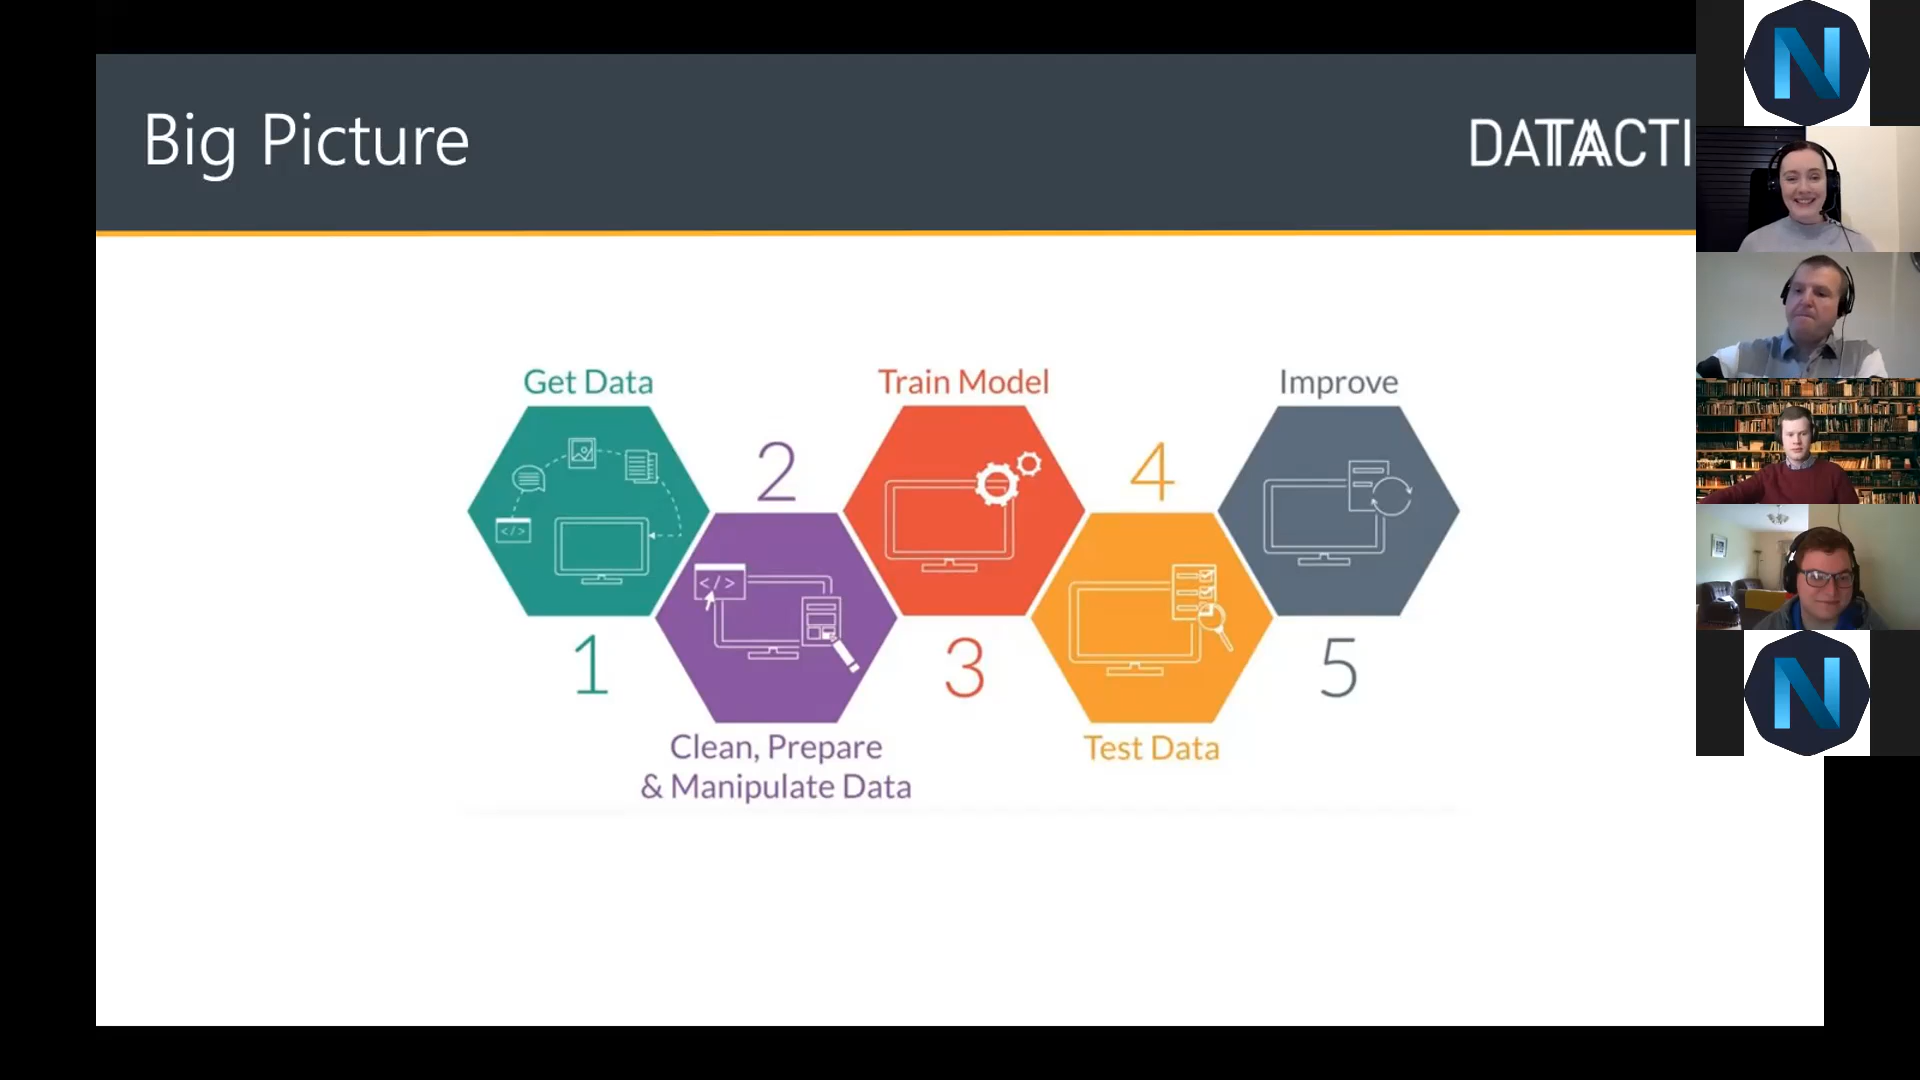 Big Picture
DATACTI
Get Data
Train Model
Improve
2
4
</>
</>
1
3
5
Clean, Prepare
& Manipulate Data
Test Data
N
N